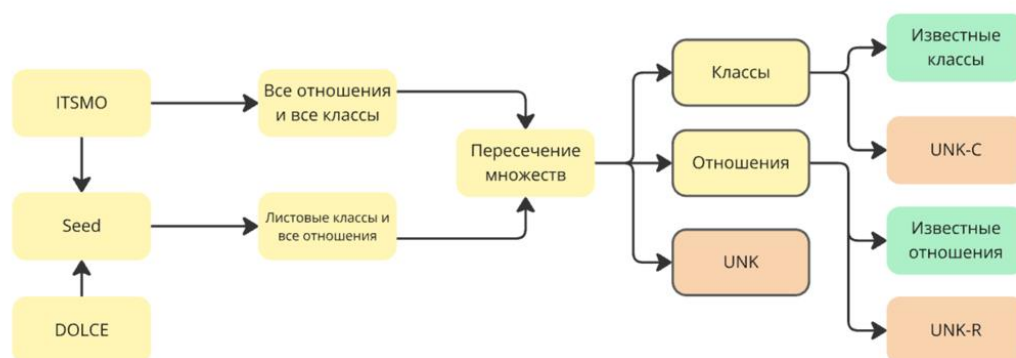 ITSMO
Все отношения
и все классы
Seed
Листовые классы и
все отношения
DOLCE
Пересечение
множеств
Классы
Отношения
UNK
Известные
классы
UNK-C
Известные
отношения
UNK-R